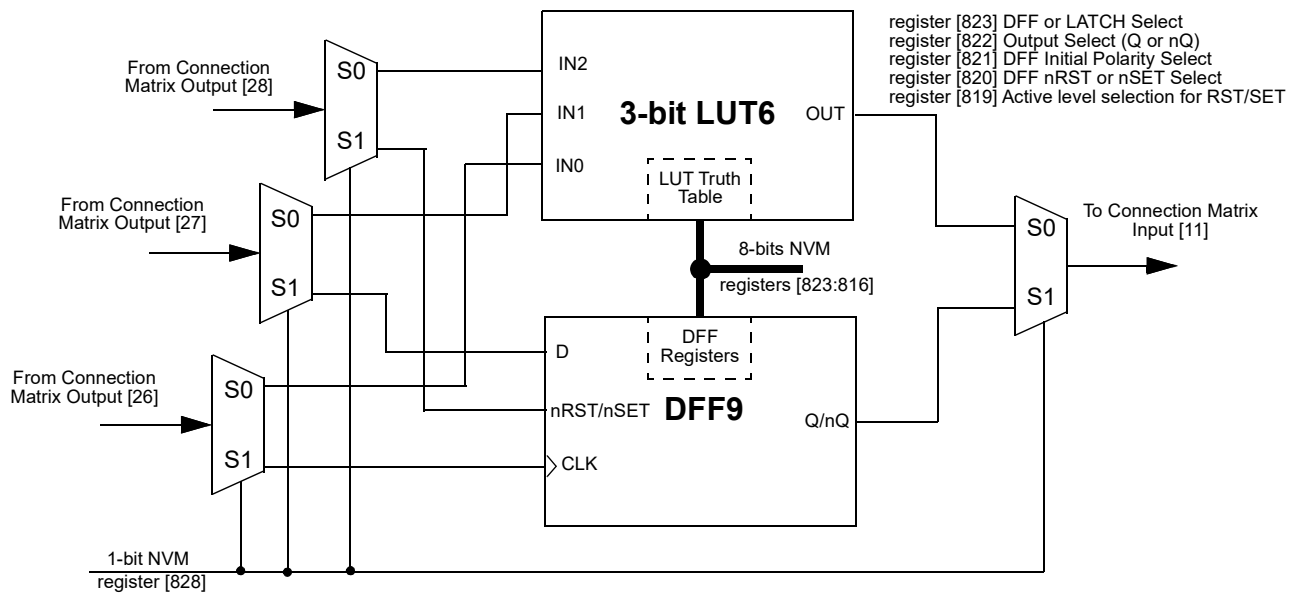 register [823] DFF or LATCH Select
register [822] Output Select (Q or nQ)
register [821] DFF Initial Polarity Select
register [820] DFF nRST or nSET Select
register [819] Active level selection for RST/SET
From Connection
Matrix Output [28]
S0
S1
IN2
IN1
IN0
3-bit LUT6
OUT
LUT Truth
Table
From Connection
Matrix Output [27]
S0
S1
8-bits NVM
registers [823:816]
To Connection Matrix
Input [11]
S0
S1
From Connection
Matrix Output [26]
S0
S1
D
nRST/nSET
CLK
DFF
Registers
DFF9
Q/nQ
1-bit NVM
register [828]